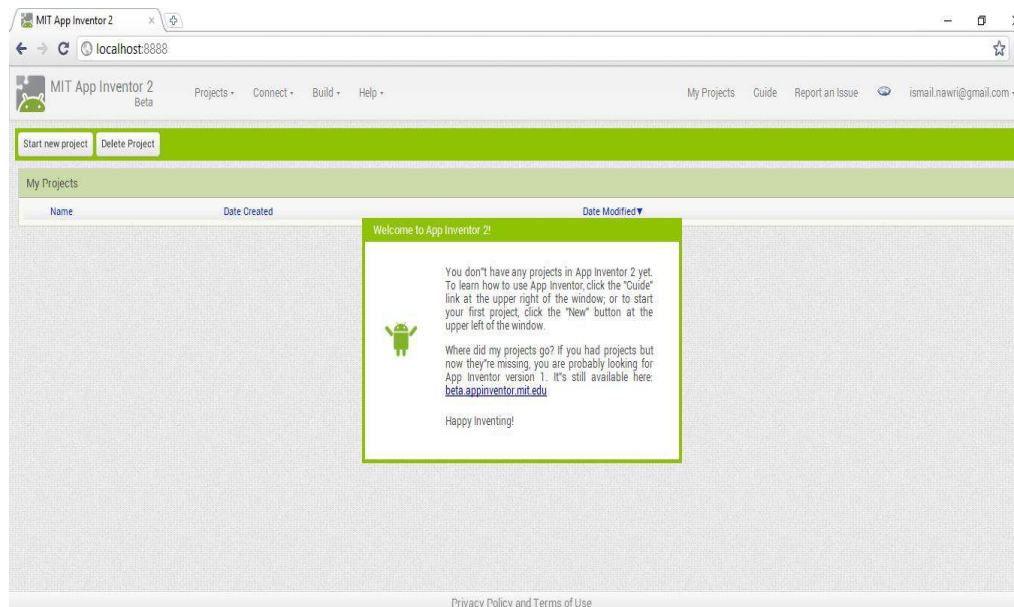 MIT App Inventor 2
localhost:8888
MIT App Inventor 2
Beta
Projects Connect Build Help My Projects Guide Report an Issue ismail.nawri@gmail.com
Start new project Delete Project
My Projects
Name Date Created Date Modified▼
Welcome to App Inventor 2!
You don"t have any projects in App Inventor 2 yet.
To learn how to use App Inventor, click the "Guide"
link at the upper right of the window; or to start
your first project, click the "New" button at the
upper left of the window.
Where did my projects go? If you had projects but
now they"re missing, you are probably looking for
App Inventor version 1. It"s still available here:
beta.appinventor.mit.edu
Happy Inventing!
Privacy Policy and Terms of Use